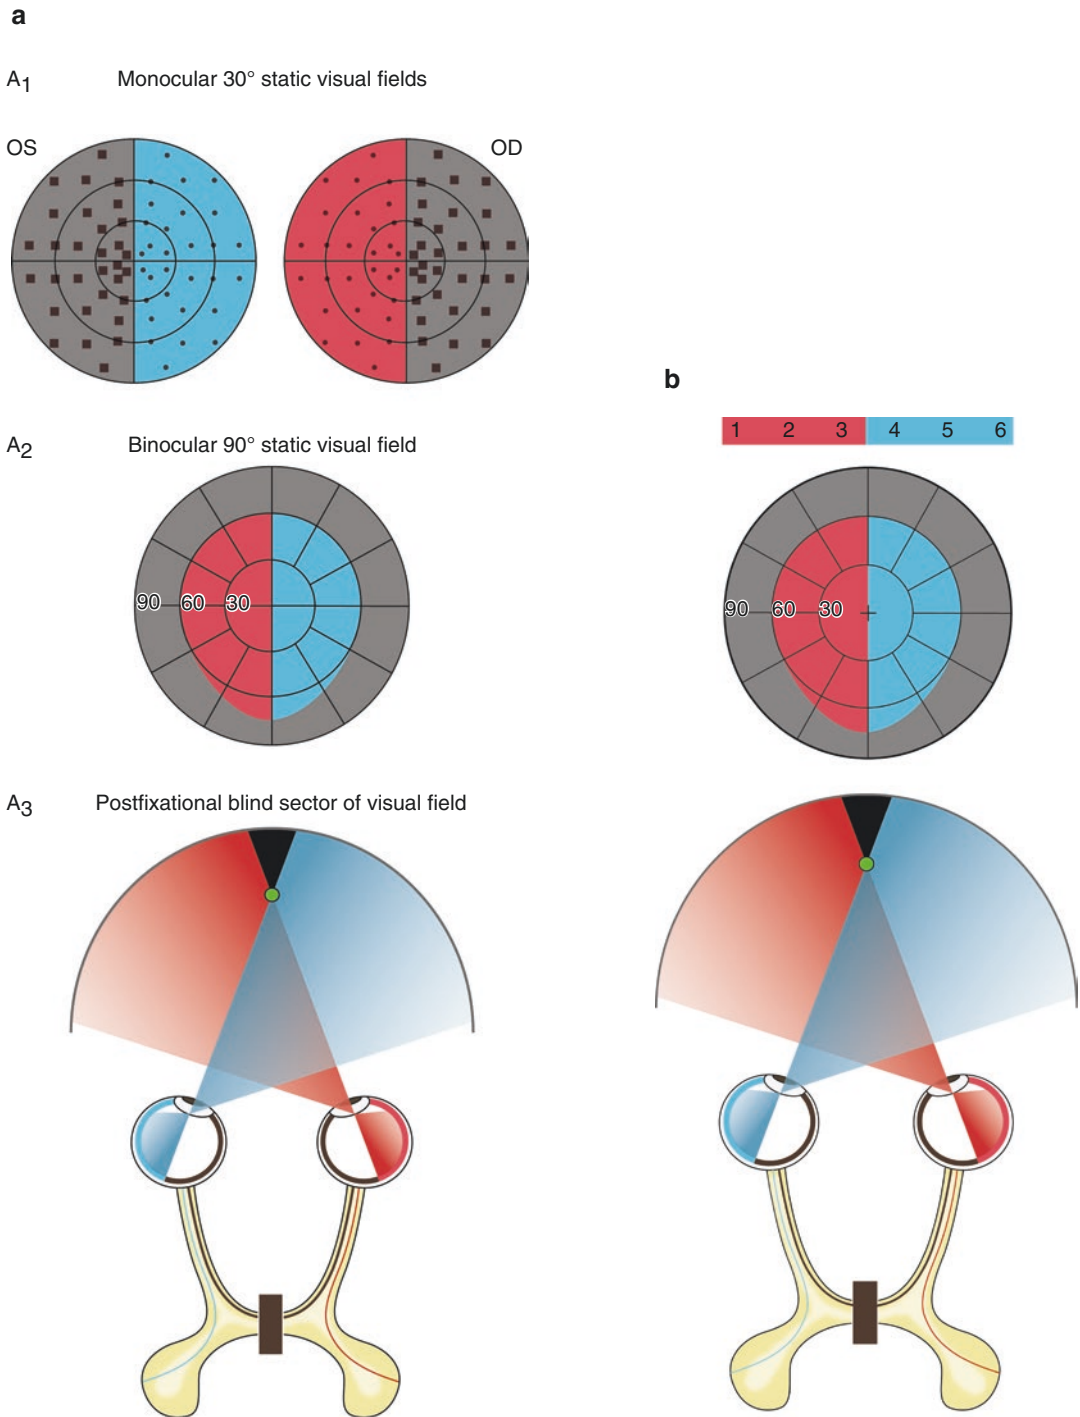 a
A1 Monocular 30° static visual fields
OS OD
A2 Binocular 90° static visual field
90 60 30
A3 Postfixational blind sector of visual field
b
1 2 3 4 5 6
90 60 30